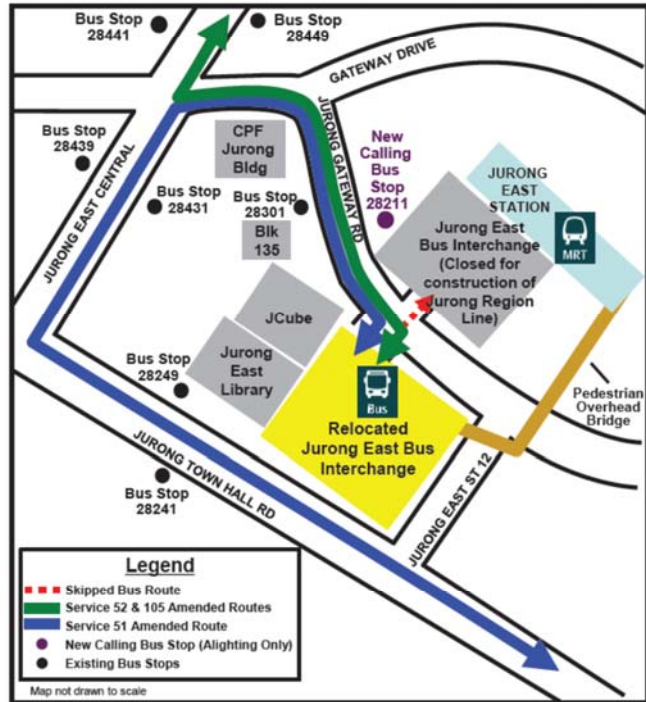 Bus Stop
28441
Bus Stop
28449
GATEWAY DRIVE
CPF
Jurong
Bldg
JURONG GATEWAY RD
New
Calling
Bus
Stop
28211
JURONG
EAST
STATION
MRT
Bus Stop
28439
JURONG EAST CENTRAL
Bus Stop
28431
Bus Stop
28301
Blk
135
Jurong East
Bus Interchange
(Closed for
construction of
Jurong Region
Line)
JCube
Jurong
East
Library
Bus Stop
28249
Bus
Relocated
Jurong East Bus
Interchange
Pedestrian
Overhead
Bridge
JURONG TOWN HALL RD
Bus Stop
28241
JURONG EAST ST 12
Legend
Skipped Bus Route
Service 52 & 105 Amended Routes
Service 51 Amended Route
New Calling Bus Stop (Alighting Only)
Existing Bus Stops
Map not drawn to scale